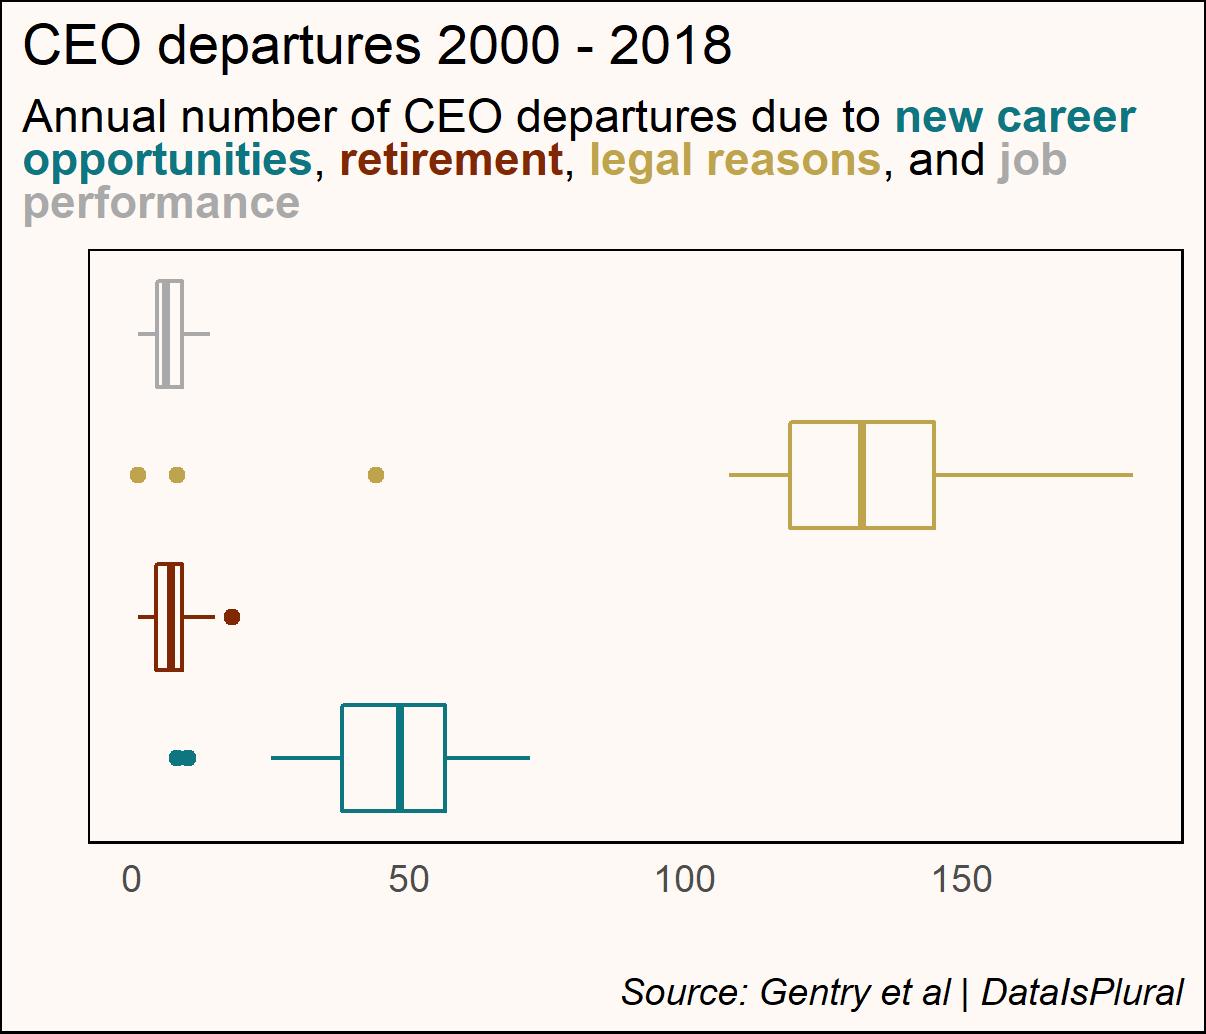 CEO departures 2000 - 2018
Annual number of CEO departures due to new career
opportunities, retirement, legal reasons, and job
performance
0 50 100 150
Source: Gentry et al | DataIsPlural